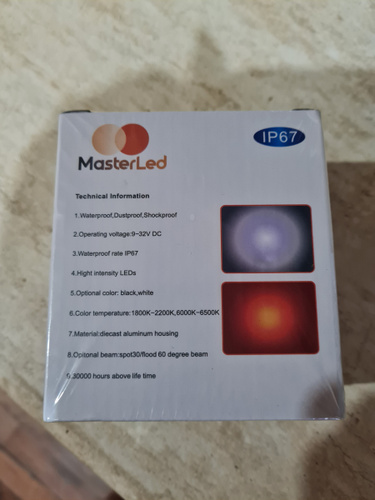 IP67
MasterLed
Technical Information
1.Waterproof,Dustproof,Shockproof
2.Operating voltage:9-32V DC
3.Waterproof rate IP67
4.Hight intensity LEDs
5.Optional color: black,white
6.Color temperature:1800K~2200K,6000K~6500K
7.Material:diecast aluminum housing
8.Opitonal beam:spot30/flood 60 degree beam
9.30000 hours above life time